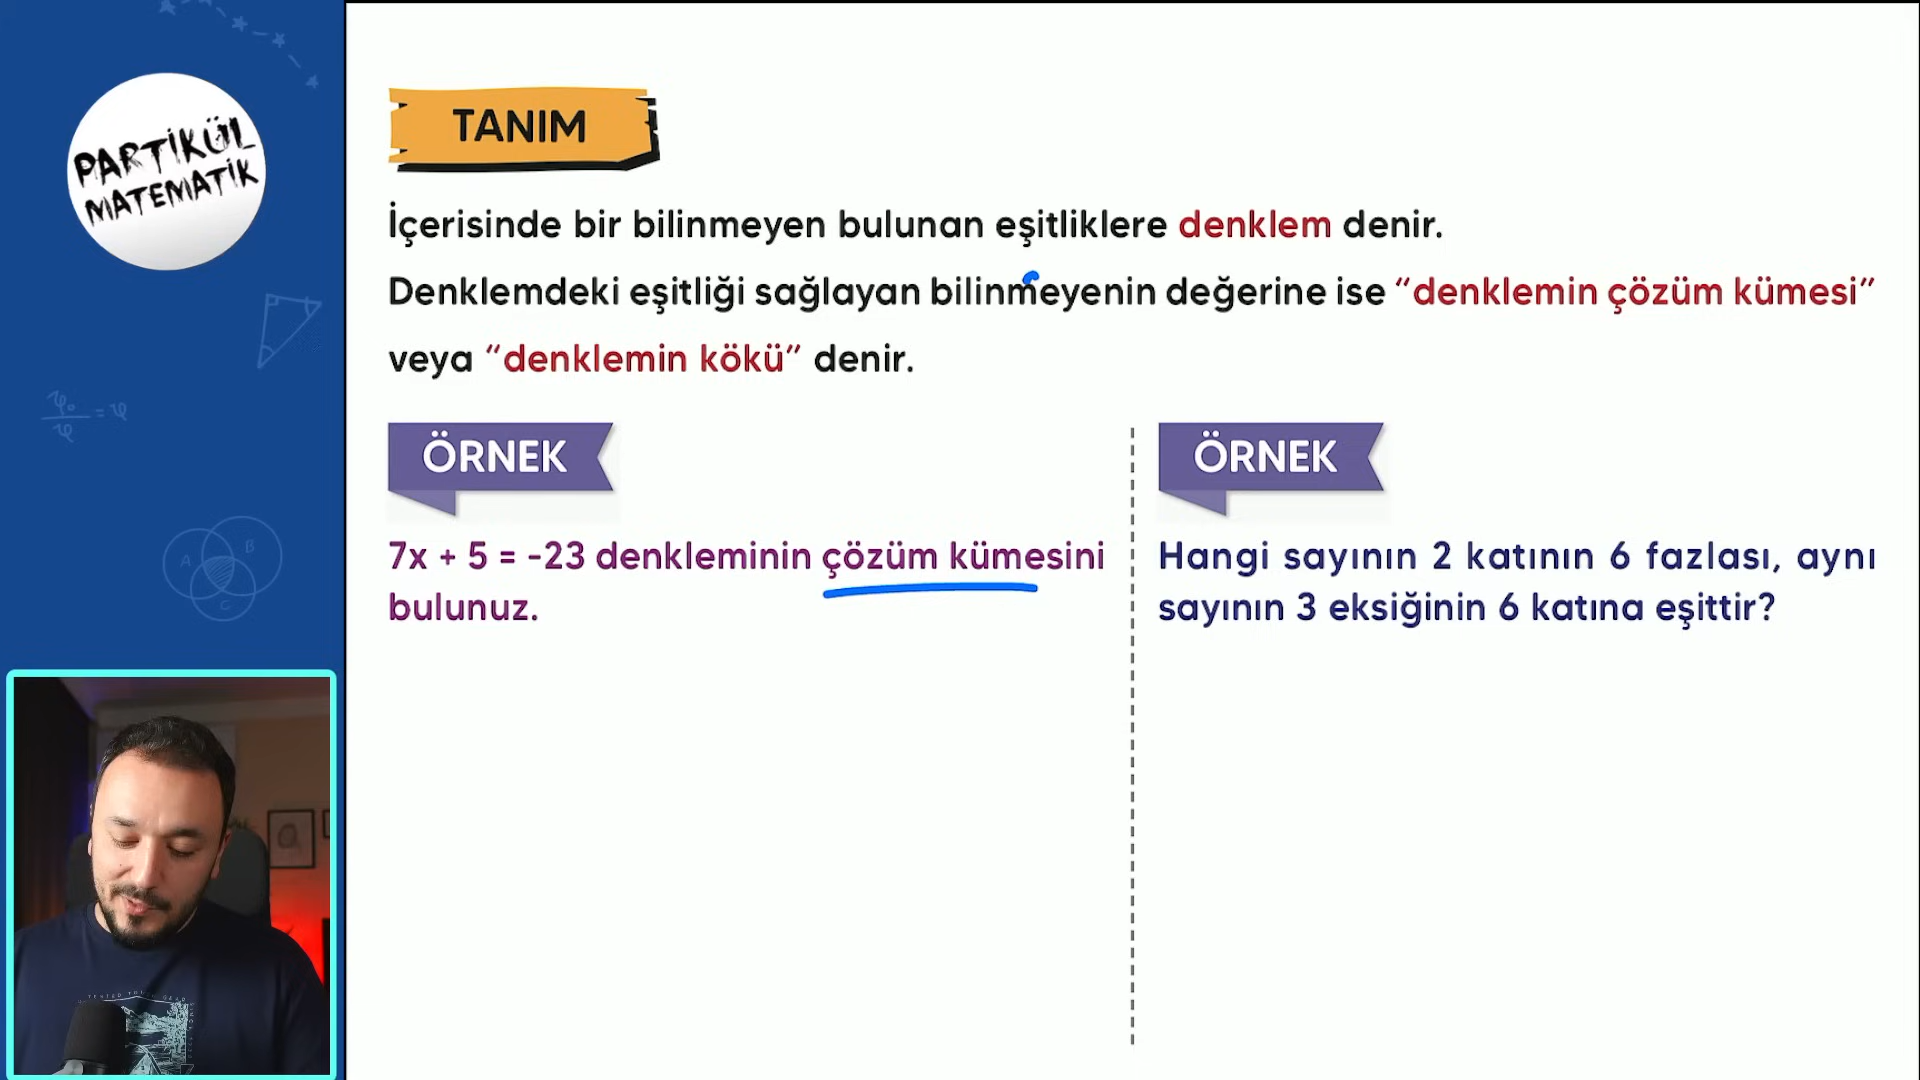 PARTİKÜL
MATEMATİK
TANIM
İçerisinde bir bilinmeyen bulunan eşitliklere denklem denir.
Denklemdeki eşitliği sağlayan bilinmeyenin değerine ise “denklemin çözüm kümesi”
veya “denklemin kökü” denir.
ÖRNEK
7x + 5 = -23 denkleminin çözüm kümesini
bulunuz.
ÖRNEK
Hangi sayının 2 katının 6 fazlası, aynı
sayının 3 eksiğinin 6 katına eşittir?
A
B
C